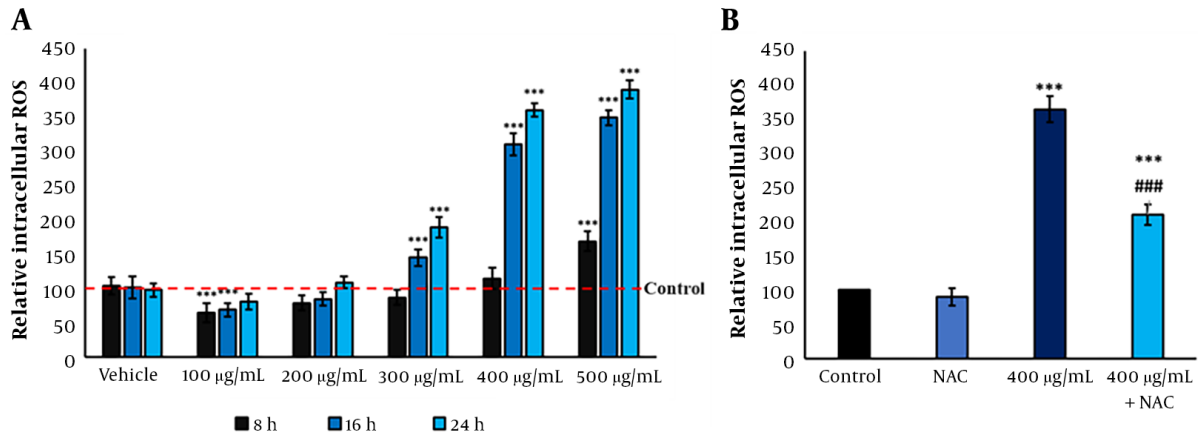 A
Relative intracellular ROS
450
400
350
300
250
200
150
100
50
0
*** *** *** *** *** *** *** *** ***
Control
Vehicle 100 µg/mL 200 µg/mL 300 µg/mL 400 µg/mL 500 µg/mL
8 h 16 h 24 h
B
Relative intracellular ROS
450
400
350
300
250
200
150
100
50
0
***
***
###
Control NAC 400 µg/mL 400 µg/mL
+ NAC